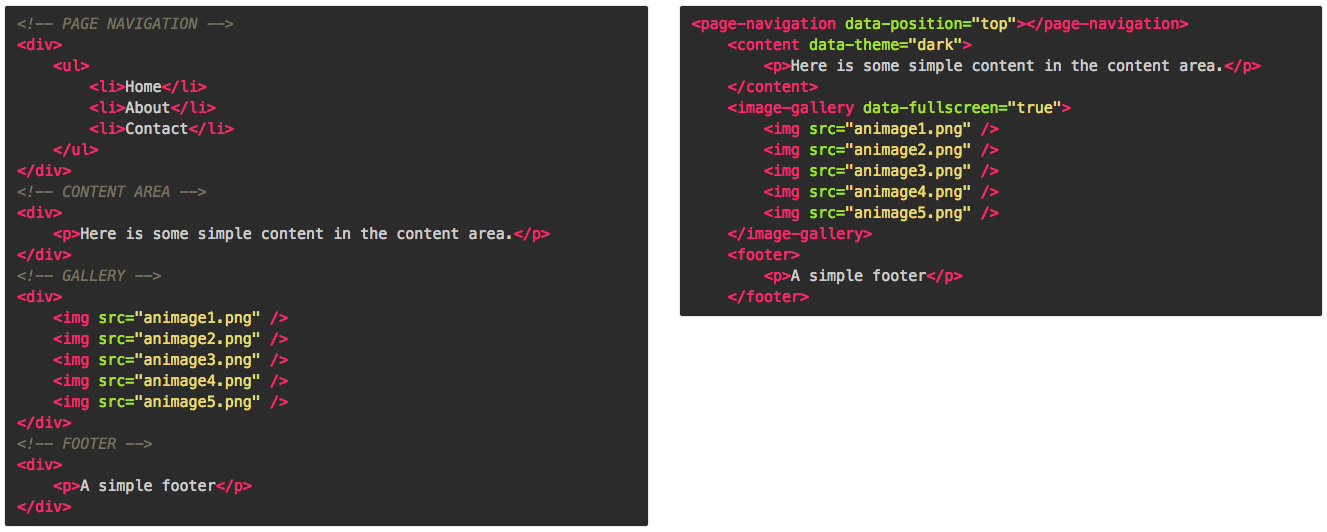 <!-- PAGE NAVIGATION -->
<div>
    <ul>
        <li>Home</li>
        <li>About</li>
        <li>Contact</li>
    </ul>
</div>
<!-- CONTENT AREA -->
<div>
    <p>Here is some simple content in the content area.</p>
</div>
<!-- GALLERY -->
<div>
    <img src="animage1.png" />
    <img src="animage2.png" />
    <img src="animage3.png" />
    <img src="animage4.png" />
    <img src="animage5.png" />
</div>
<!-- FOOTER -->
<div>
    <p>A simple footer</p>
</div>
<page-navigation data-position="top"></page-navigation>
    <content data-theme="dark">
        <p>Here is some simple content in the content area.</p>
    </content>
    <image-gallery data-fullscreen="true">
        <img src="animage1.png" />
        <img src="animage2.png" />
        <img src="animage3.png" />
        <img src="animage4.png" />
        <img src="animage5.png" />
    </image-gallery>
    <footer>
        <p>A simple footer</p>
    </footer>